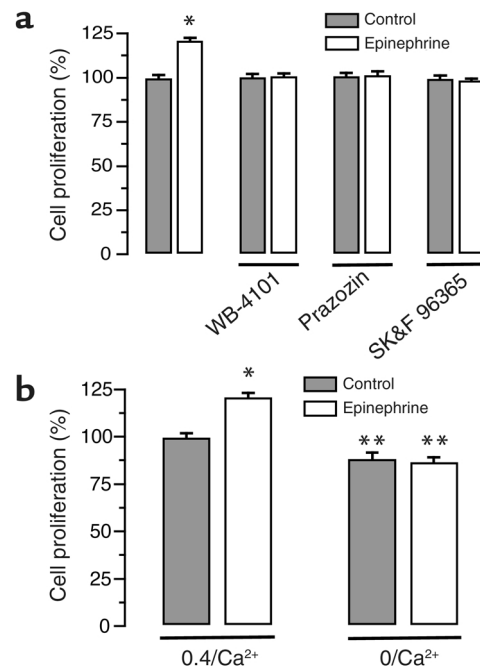 a
*
Control
Epinephrine
Cell proliferation (%)
125
100
75
50
25
0
WB-4101
Prazozin
SK&F 96365
b
*
Control
Epinephrine
** **
Cell proliferation (%)
125
100
75
50
25
0
0.4/Ca²⁺
0/Ca²⁺